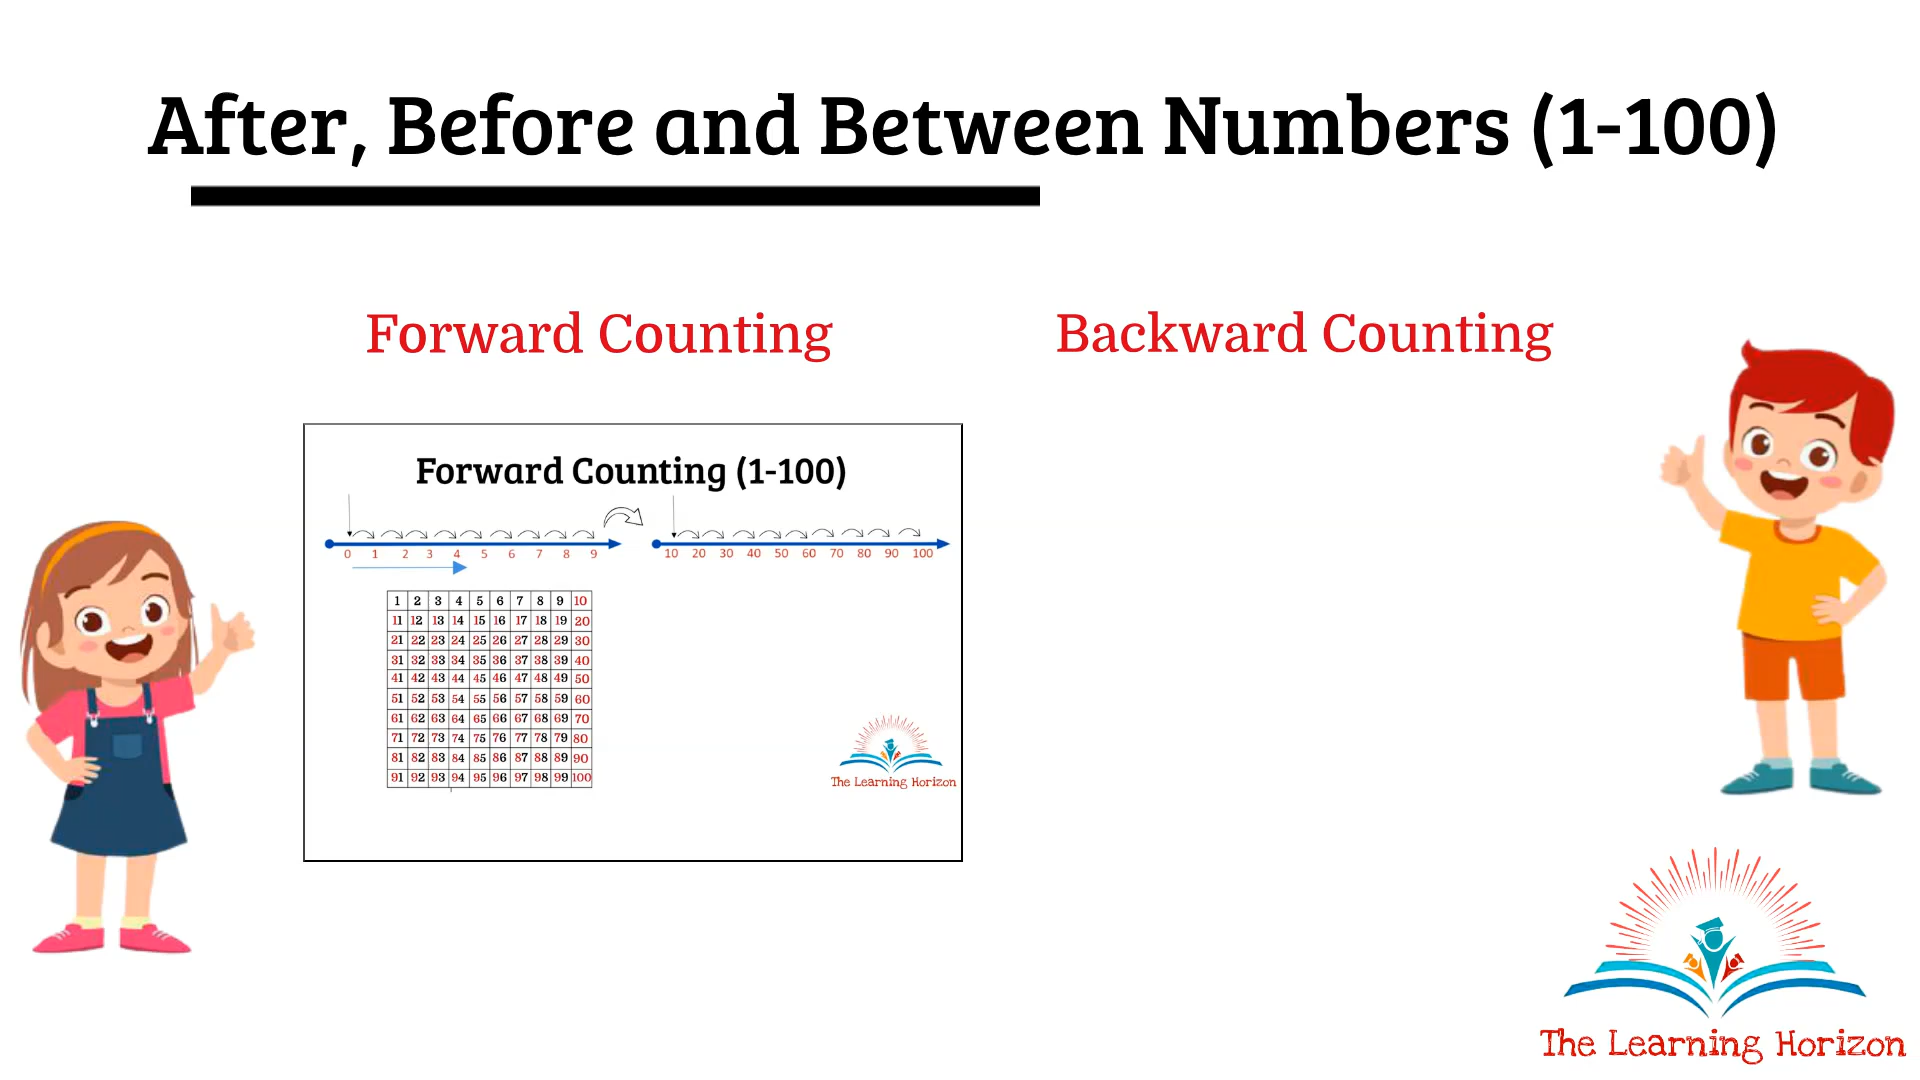 After, Before and Between Numbers (1-100)
Forward Counting
Backward Counting
Forward Counting (1-100)
0 1 2 3 4 5 6 7 8 9
10 20 30 40 50 60 70 80 90 100
1 2 3 4 5 6 7 8 9 10
11 12 13 14 15 16 17 18 19 20
21 22 23 24 25 26 27 28 29 30
31 32 33 34 35 36 37 38 39 40
41 42 43 44 45 46 47 48 49 50
51 52 53 54 55 56 57 58 59 60
61 62 63 64 65 66 67 68 69 70
71 72 73 74 75 76 77 78 79 80
81 82 83 84 85 86 87 88 89 90
91 92 93 94 95 96 97 98 99 100
The Learning Horizon
The Learning Horizon